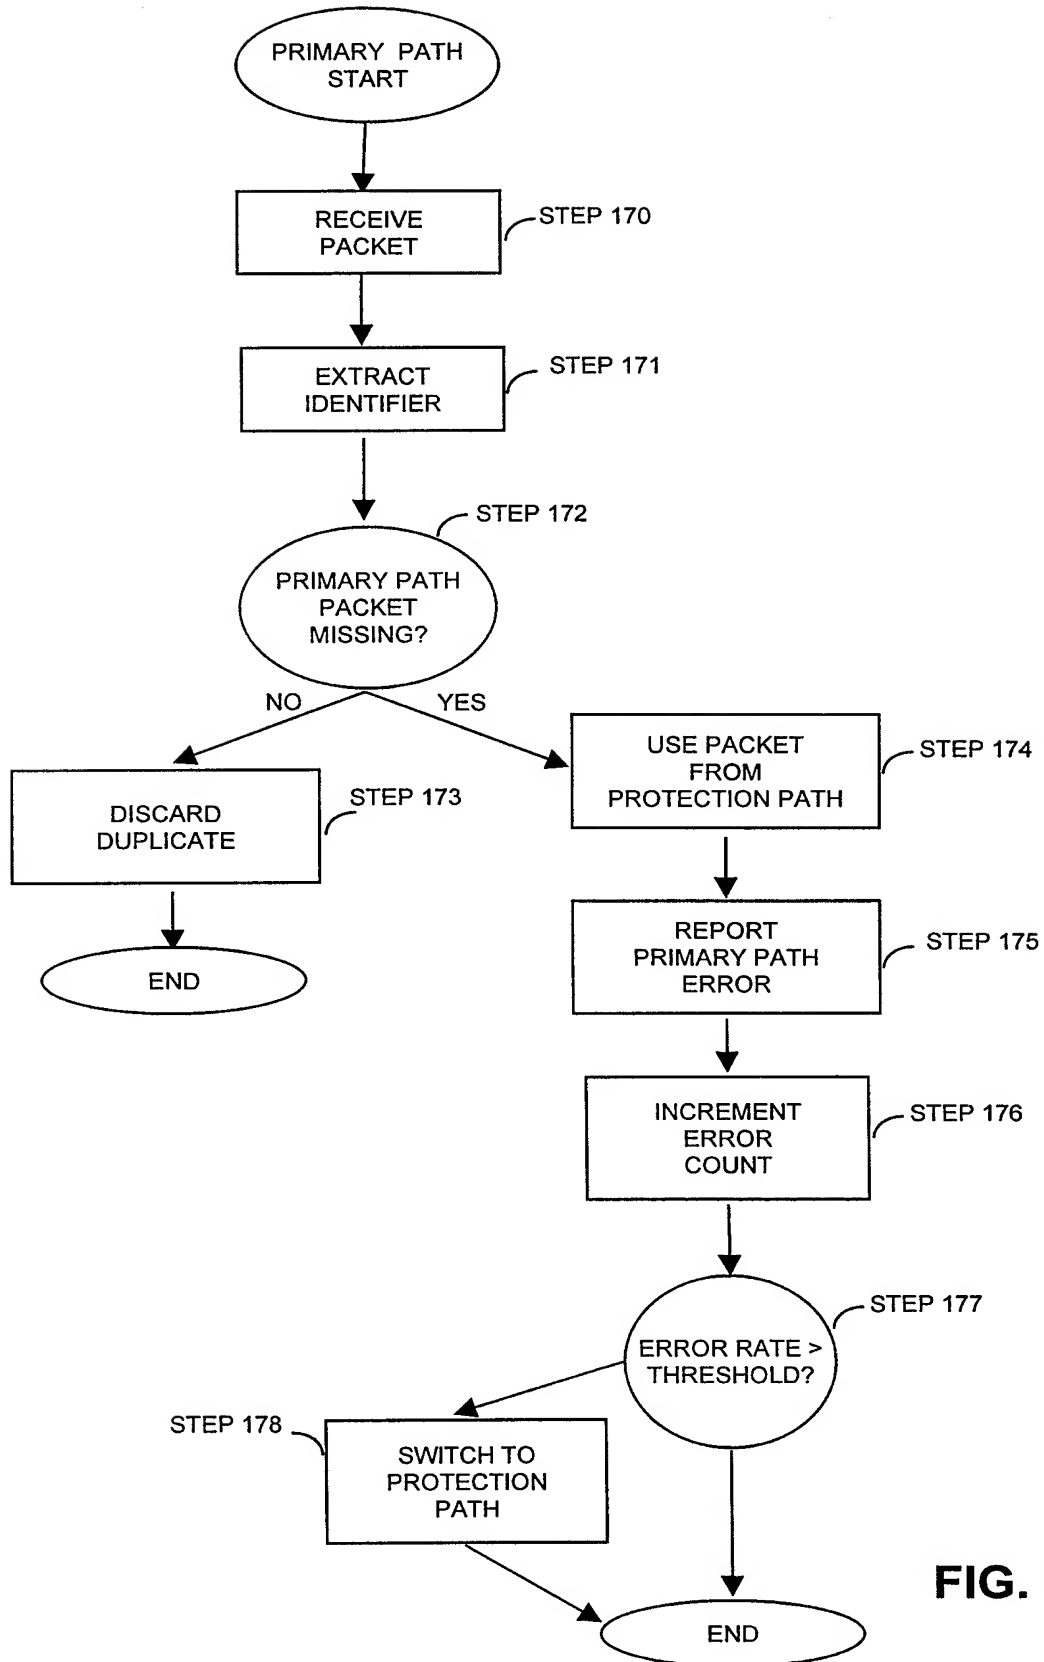 PRIMARY PATH
START
RECEIVE
PACKET
STEP 170
EXTRACT
IDENTIFIER
STEP 171
STEP 172
PRIMARY PATH
PACKET
MISSING?
NO
YES
USE PACKET
FROM
PROTECTION PATH
STEP 174
DISCARD
DUPLICATE
STEP 173
REPORT
PRIMARY PATH
ERROR
STEP 175
END
INCREMENT
ERROR
COUNT
STEP 176
STEP 177
ERROR RATE >
THRESHOLD?
STEP 178
SWITCH TO
PROTECTION
PATH
FIG.
END